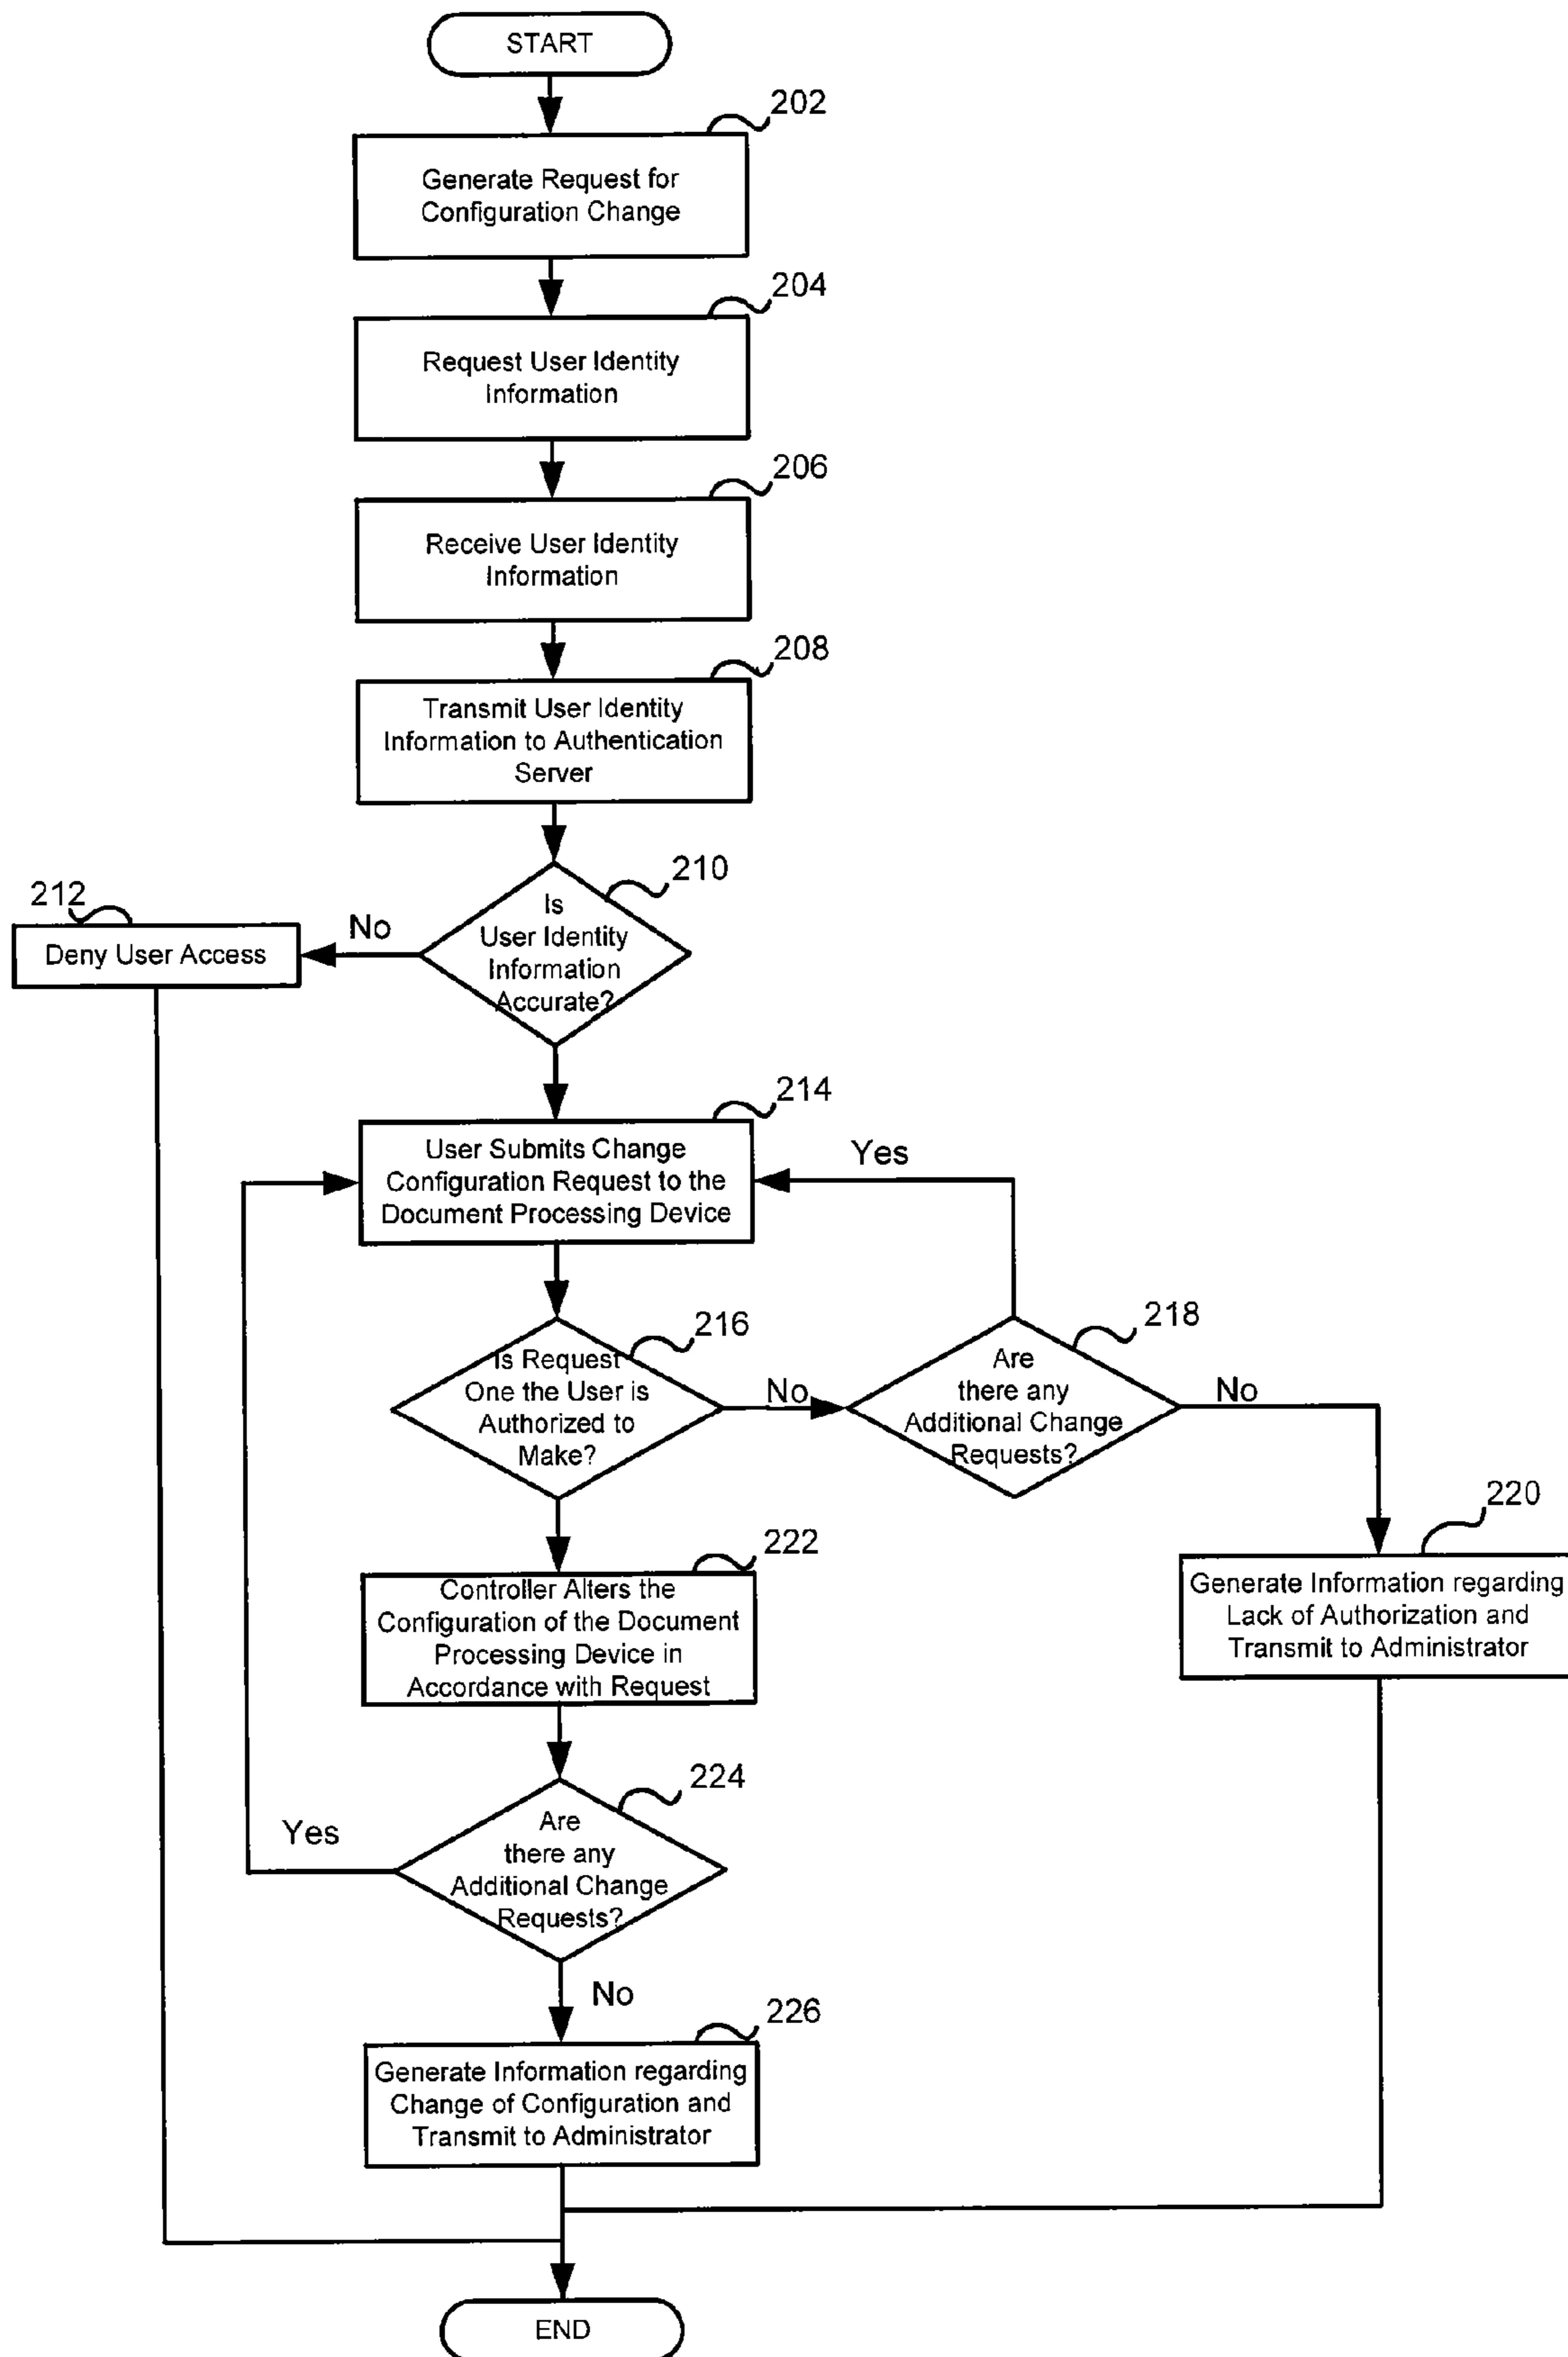 START
202
Generate Request for
Configuration Change
204
Request User Identity
Information
206
Receive User Identity
Information
208
Transmit User Identity
Information to Authentication
Server
210
Is
User Identity
Information
Accurate?
No
212
Deny User Access
214
User Submits Change
Configuration Request to the
Document Processing Device
Yes
216
Is Request
One the User is
Authorized to
Make?
No
218
Are
there any
Additional Change
Requests?
No
220
Generate Information regarding
Lack of Authorization and
Transmit to Administrator
222
Controller Alters the
Configuration of the Document
Processing Device in
Accordance with Request
224
Are
there any
Additional Change
Requests?
Yes
No
226
Generate Information regarding
Change of Configuration and
Transmit to Administrator
END